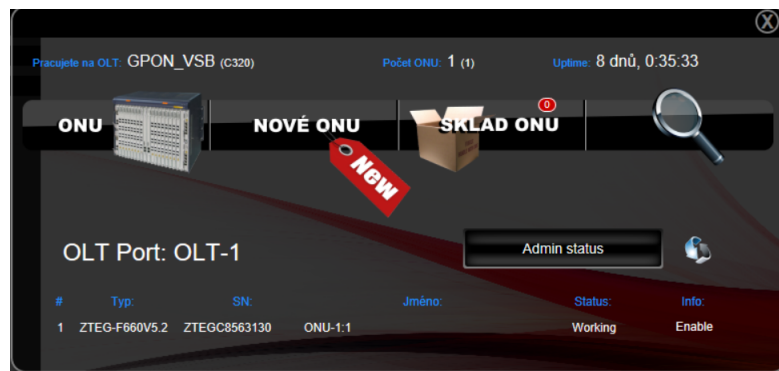 X
Pracujete na OLT: GPON_VSB (C320) Počet ONU: 1 (1) Uptime: 8 dnů, 0:35:33
0
ONU NOVÉ ONU SKLAD ONU
New
OLT Port: OLT-1 Admin status
# Typ: SN: Jméno: Status: Info:
1 ZTEG-F660V5.2 ZTEGC8563130 ONU-1:1 Working Enable